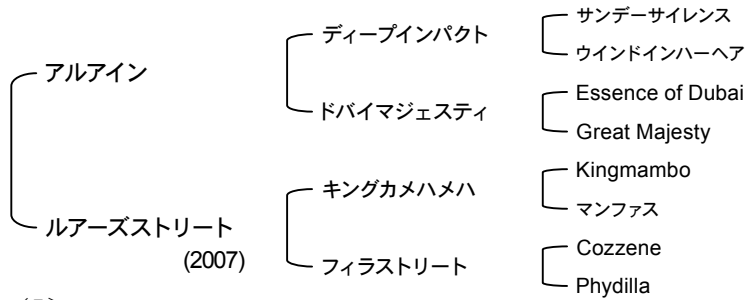 サンデーサイレンス
ディープインパクト
ウインドインハーヘア
アルアイン
Essence of Dubai
ドバイマジェスティ
Great Majesty
Kingmambo
キングカメハメハ
マンファス
ルアーズストリート
(2007)
Cozzene
フィラストリート
Phydilla